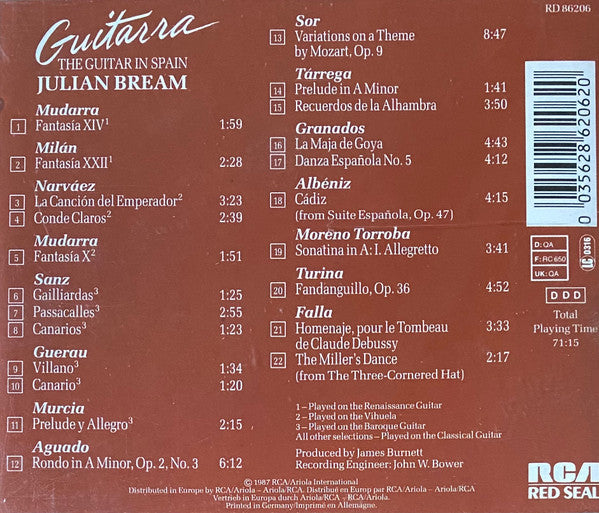 Guitarra
THE GUITAR IN SPAIN
JULIAN BREAM
Mudarra
1 Fantasía XIV1 1:59
Milán
2 Fantasía XXII1 2:28
Narváez
3 La Canción del Emperador2 3:23
4 Conde Claros2 2:39
Mudarra
5 Fantasía X2 1:51
Sanz
6 Gailliardas3 1:25
7 Passacalles3 2:55
8 Canarios3 1:23
Guerau
9 Villano3 1:34
10 Canario3 1:20
Murcia
11 Prelude y Allegro3 2:15
Aguado
12 Rondo in A Minor, Op. 2, No. 3 6:12
Sor
13 Variations on a Theme 8:47
by Mozart, Op. 9
Tárrega
14 Prelude in A Minor 1:41
15 Recuerdos de la Alhambra 3:50
Granados
16 La Maja de Goya 4:43
17 Danza Española No. 5 4:12
Albéniz
18 Cádiz 4:15
(from Suite Española, Op. 47)
Moreno Torroba
19 Sonatina in A: I. Allegretto 3:41
Turina
20 Fandanguillo, Op. 36 4:52
Falla
21 Homenaje, pour le Tombeau 3:33
de Claude Debussy
22 The Miller's Dance 2:17
(from The Three-Cornered Hat)
1 – Played on the Renaissance Guitar
2 – Played on the Vihuela
3 – Played on the Baroque Guitar
All other selections – Played on the Classical Guitar
Produced by James Burnett
Recording Engineer: John W. Bower
RD 86206
0 035628 620620
D: QA
F: RC 650
UK: QA
LC 0316
D D D
Total
Playing Time
71:15
RCA
RED SEAL
℗ 1987 RCA/Ariola International
Distributed in Europe by RCA/Ariola – Ariola/RCA. Distribué en Europe par RCA/Ariola – Ariola/RCA
Vertrieb in Europa durch Ariola/RCA – RCA/Ariola.
Printed in Germany/Imprimé en Allemagne.